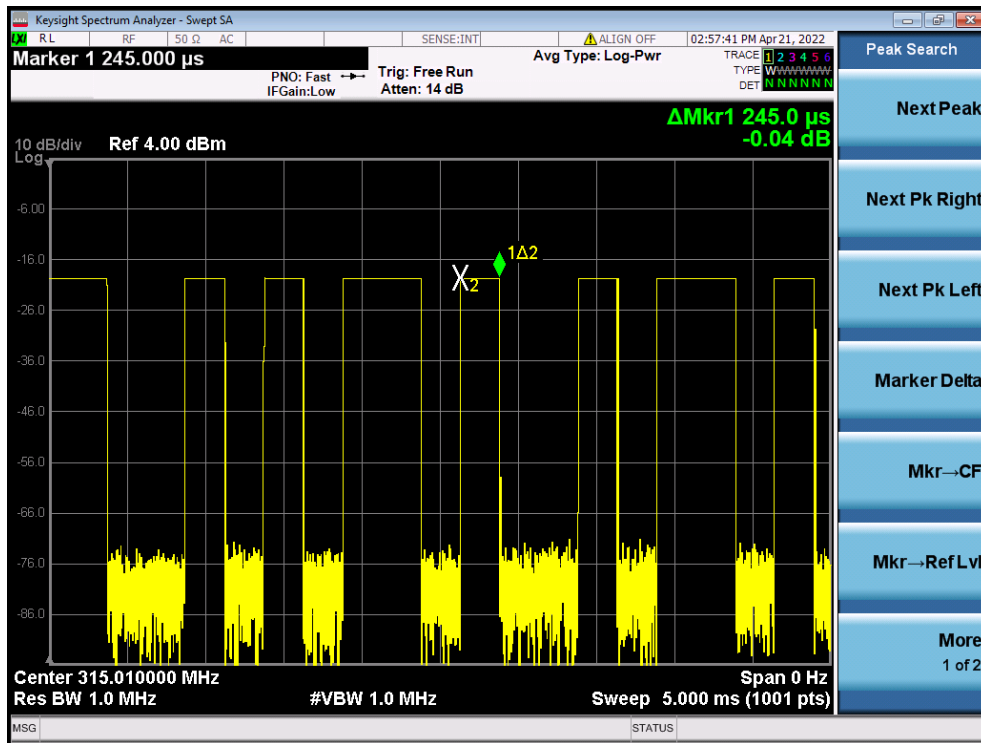 Keysight Spectrum Analyzer - Swept SA
LXI RL RF 50 Ω AC SENSE:INT ALIGN OFF 02:57:41 PM Apr 21, 2022
Marker 1 245.000 µs
PNO: Fast
IFGain:Low
Trig: Free Run
Atten: 14 dB
Avg Type: Log-Pwr
TRACE 1 2 3 4 5 6
TYPE WWWWWW
DET N N N N N N
ΔMkr1 245.0 µs
-0.04 dB
10 dB/div
Log
Ref 4.00 dBm
-6.00
-16.0
-26.0
-36.0
-46.0
-56.0
-66.0
-76.0
-86.0
X2
1Δ2
Center 315.010000 MHz
Span 0 Hz
Res BW 1.0 MHz
#VBW 1.0 MHz
Sweep 5.000 ms (1001 pts)
MSG
STATUS
Peak Search
Next Peak
Next Pk Right
Next Pk Left
Marker Delta
Mkr→CF
Mkr→Ref Lvl
More
1 of 2